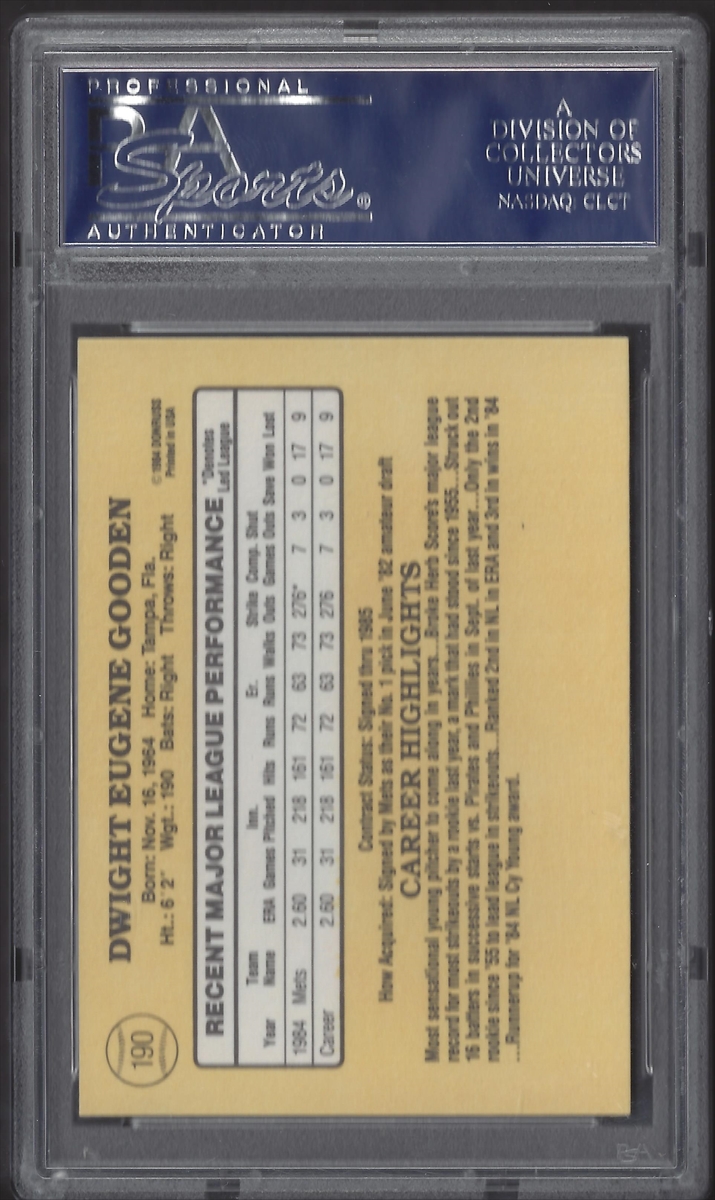 PROFESSIONAL
PSA
Sports®
AUTHENTICATOR
A
DIVISION OF
COLLECTORS
UNIVERSE
NASDAQ: CLCT
190
DWIGHT EUGENE GOODEN
Born: Nov. 16, 1964 Home: Tampa, Fla.
Ht.: 6'2" Wgt.: 190 Bats: Right Throws: Right
© 1984 DONRUSS
Printed in USA
RECENT MAJOR LEAGUE PERFORMANCE
*Denotes
Led League
Team Inn. Er. Strike Comp. Shut
Year Name ERA Games Pitched Hits Runs Runs Walks Outs Games Outs Save Won Lost
1984 Mets 2.60 31 218 161 72 63 73 276* 7 3 0 17 9
Career 2.60 31 218 161 72 63 73 276 7 3 0 17 9
Contract Status: Signed thru 1985
How Acquired: Signed by Mets as their No. 1 pick in June '82 amateur draft
CAREER HIGHLIGHTS
Most sensational young pitcher to come along in years...Broke Herb Score's major league
record for most strikeouts by a rookie last year, a mark that had stood since 1955...Struck out
16 batters in successive starts vs. Pirates and Phillies in Sept. of last year...Only the 2nd
rookie since '55 to lead league in strikeouts...Ranked 2nd in NL in ERA and 3rd in wins in '84
...Runnerup for '84 NL Cy Young award.
PSA